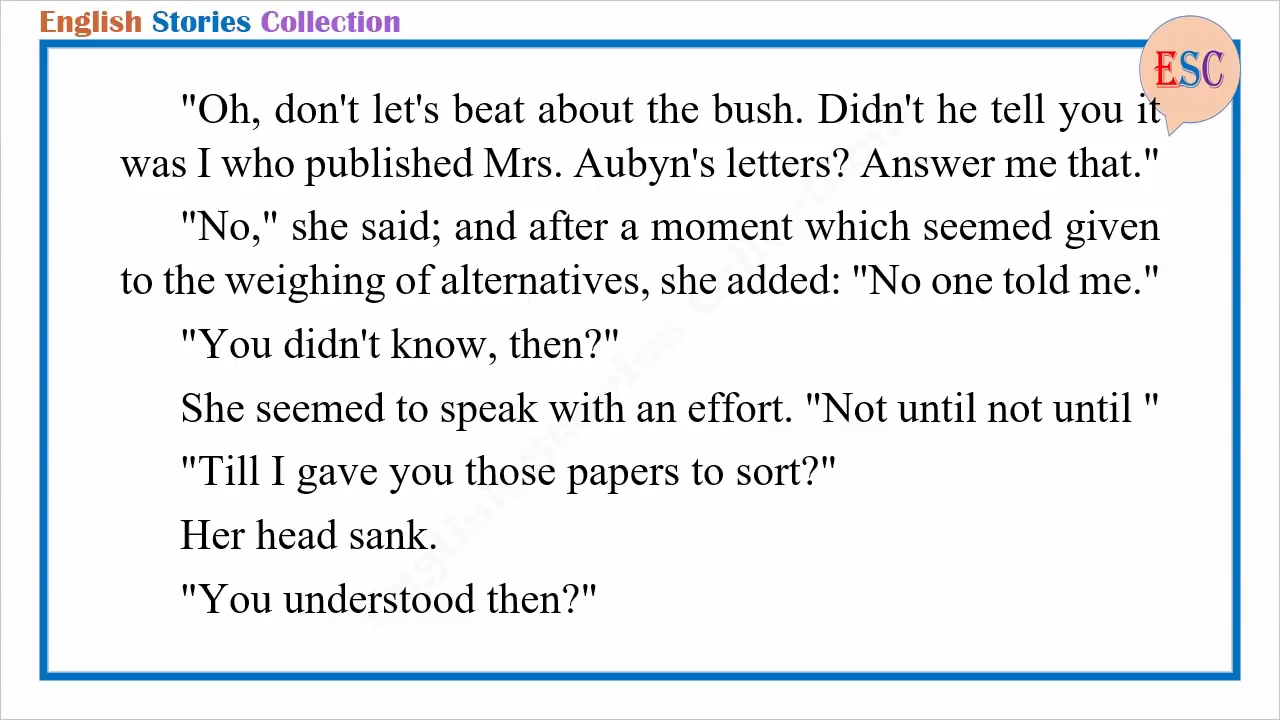 English Stories Collection
ESC
"Oh, don't let's beat about the bush. Didn't he tell you it
was I who published Mrs. Aubyn's letters? Answer me that."
"No," she said; and after a moment which seemed given
to the weighing of alternatives, she added: "No one told me."
"You didn't know, then?"
She seemed to speak with an effort. "Not until not until "
"Till I gave you those papers to sort?"
Her head sank.
"You understood then?"